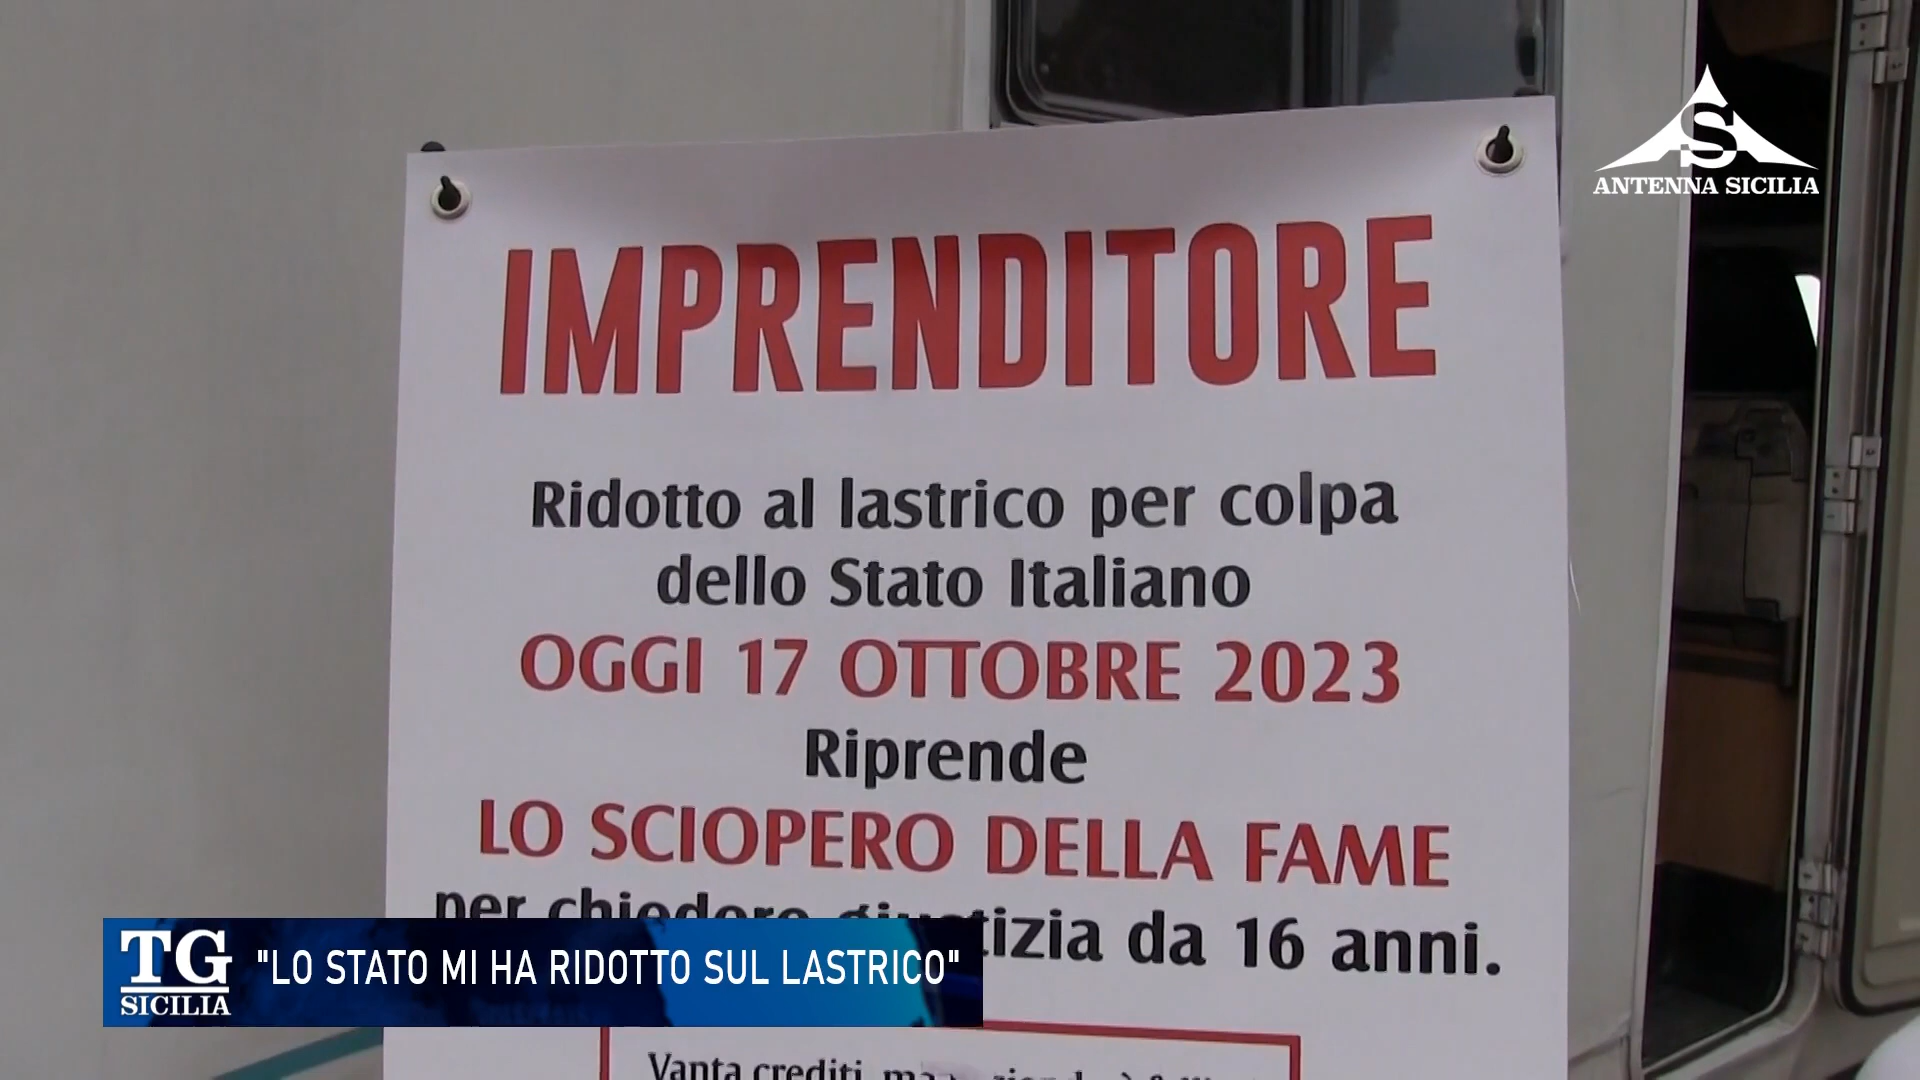 ANTENNA SICILIA
IMPRENDITORE
Ridotto al lastrico per colpa
dello Stato Italiano
OGGI 17 OTTOBRE 2023
Riprende
LO SCIOPERO DELLA FAME
per chiedere giustizia da 16 anni.
TG
SICILIA
"LO STATO MI HA RIDOTTO SUL LASTRICO"
Vanta crediti, ma